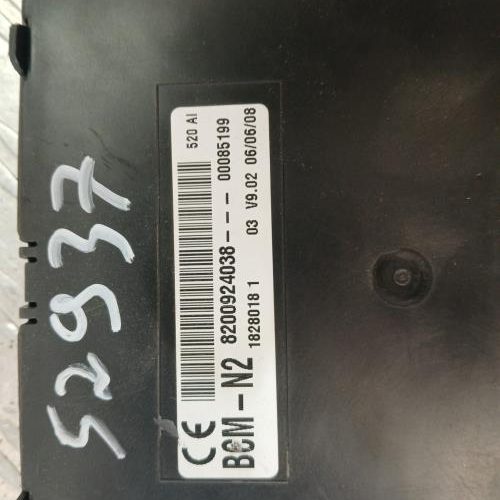 52937
CE 520 AI
BCM-N2 8200924038--- 00085199
1828018 1 03 V9.02 06/06/08